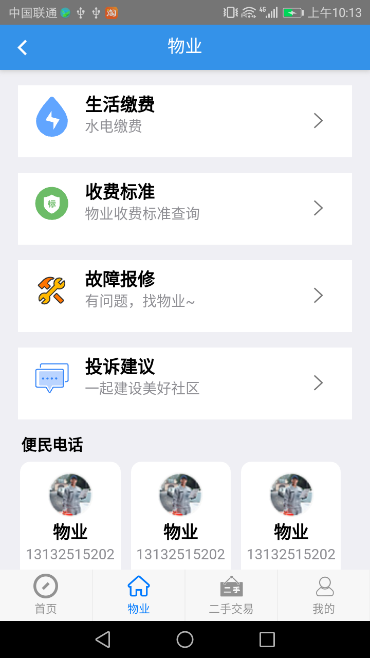 中国联通 淘 4G 上午10:13
物业
生活缴费
水电缴费
标
收费标准
物业收费标准查询
故障报修
有问题，找物业~
投诉建议
一起建设美好社区
便民电话
物业 物业 物业
13132515202 13132515202 13132515202
二手
首页 物业 二手交易 我的